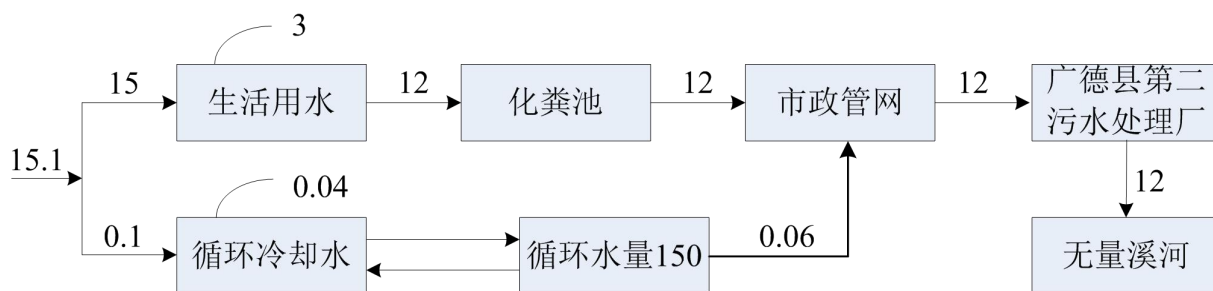 3
15
生活用水
12
化粪池
12
市政管网
12
广德县第二
污水处理厂
15.1
0.04
12
0.1
循环冷却水
循环水量150
0.06
无量溪河